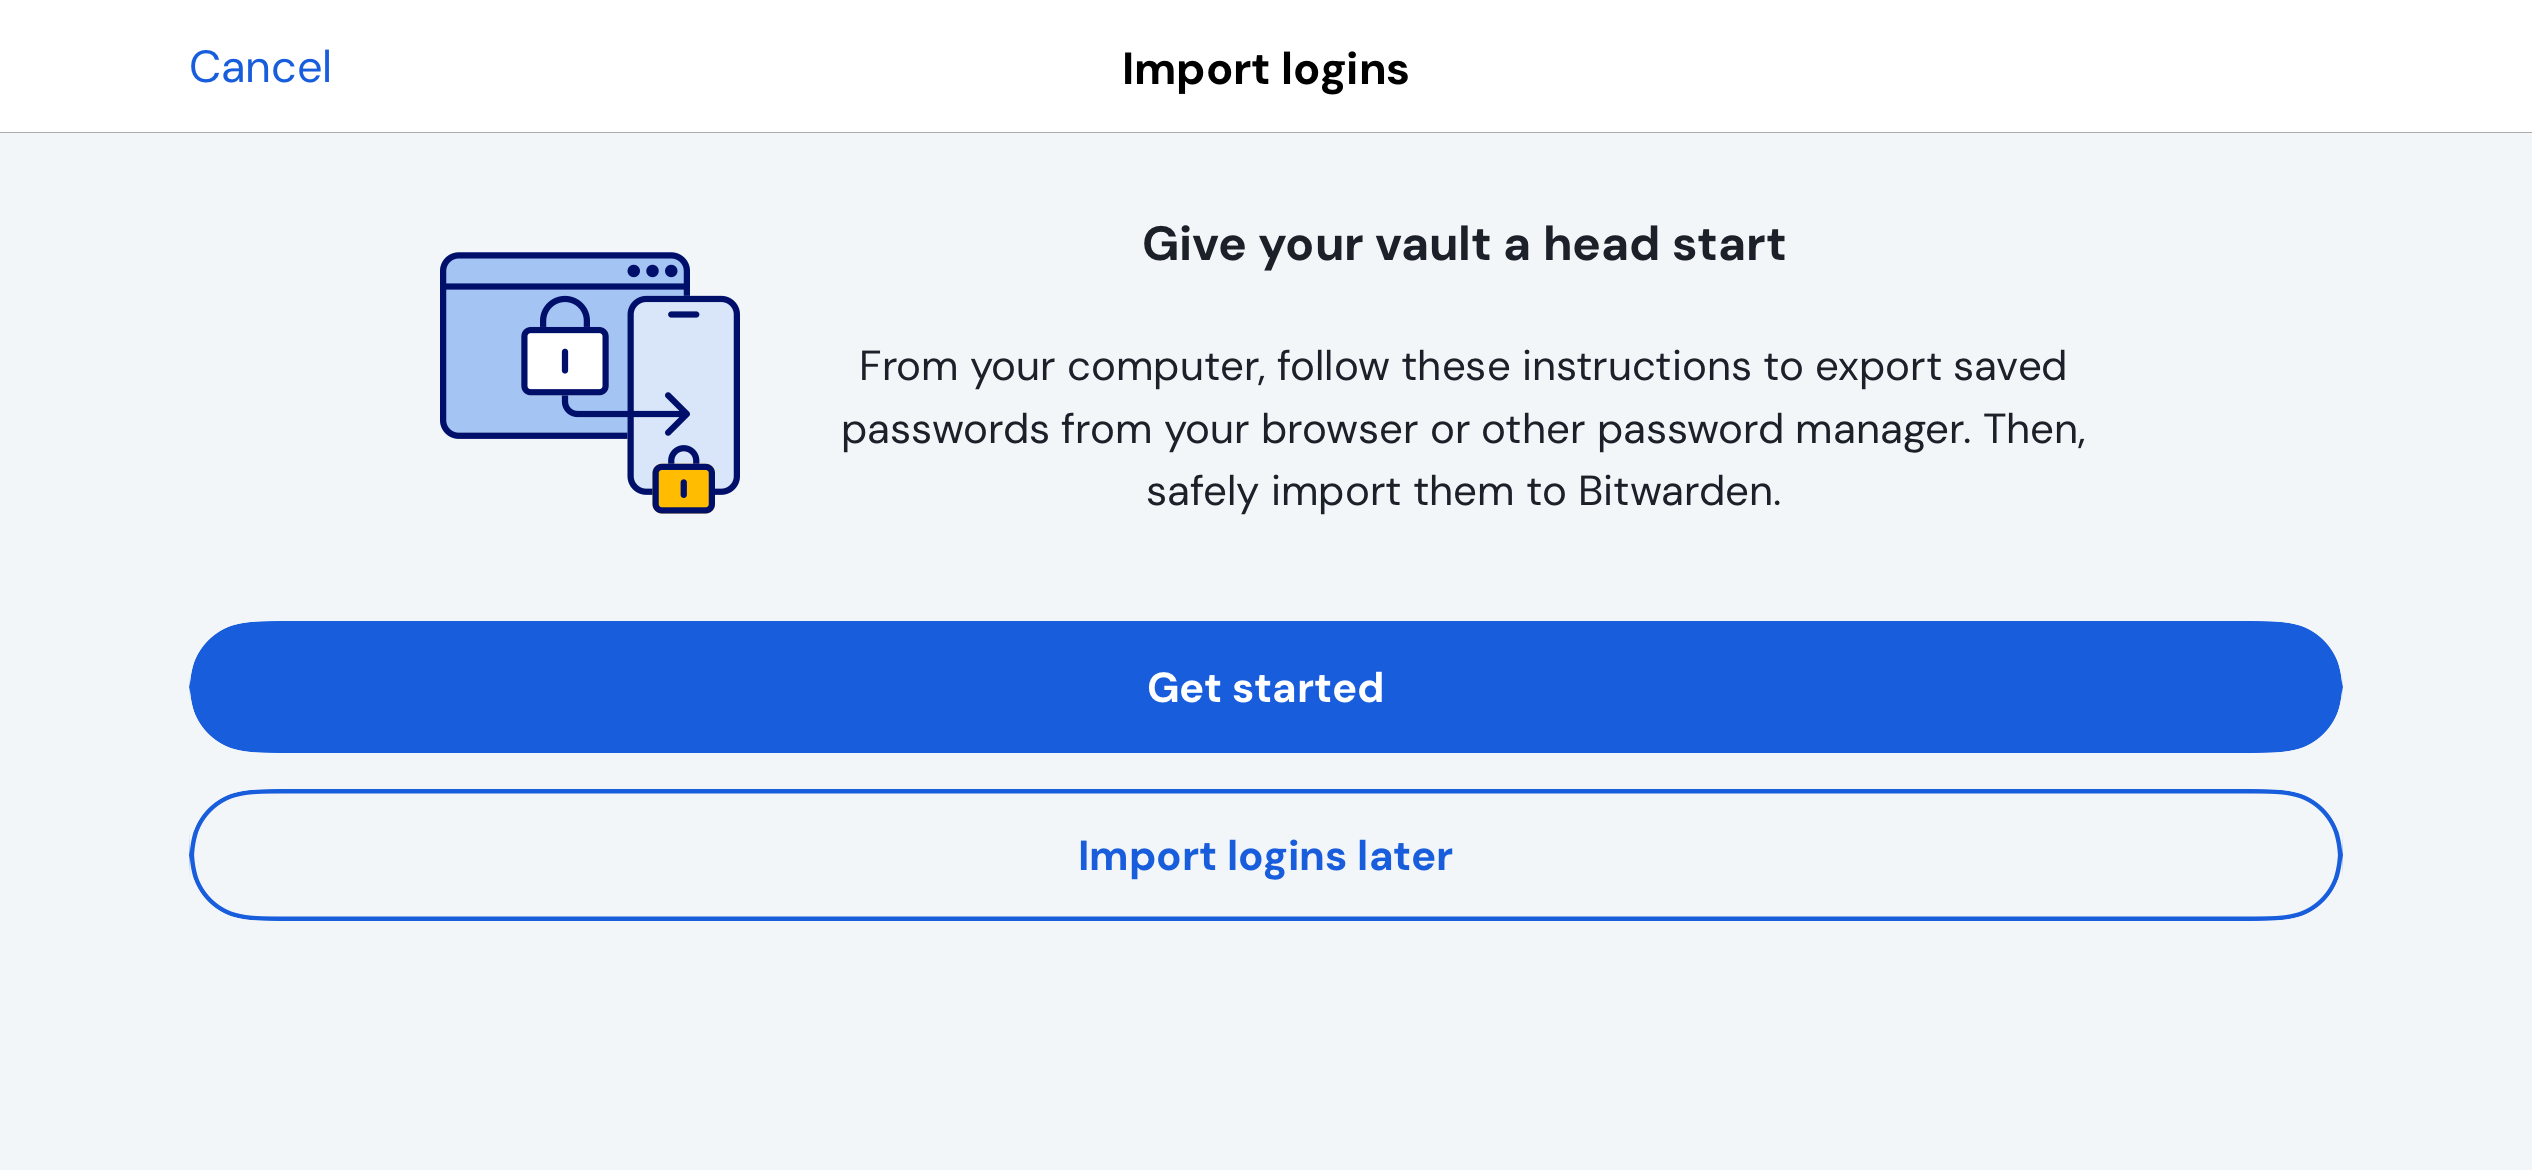 Cancel
Import logins
Give your vault a head start
From your computer, follow these instructions to export saved
passwords from your browser or other password manager. Then,
safely import them to Bitwarden.
Get started
Import logins later